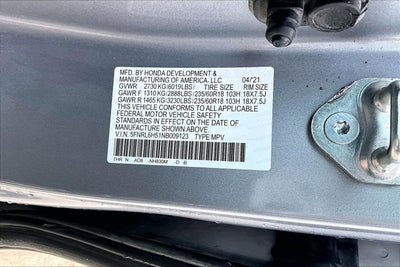 MFD. BY HONDA DEVELOPMENT &
MANUFACTURING OF AMERICA, LLC 04/21
GVWR 2730 KG(6019LBS) TIRE SIZE RIM SIZE
GAWR F 1310 KG(2888LBS) 235/60R18 103H 18X7.5J
GAWR R 1465 KG(3230LBS) 235/60R18 103H 18X7.5J
THIS VEHICLE CONFORMS TO ALL APPLICABLE
FEDERAL MOTOR VEHICLE SAFETY
STANDARDS IN EFFECT ON THE DATE OF
MANUFACTURE SHOWN ABOVE.
V.I.N. 5FNRL6H51NB009123 TYPE: MPV
THR N A08 NH830M -D -B